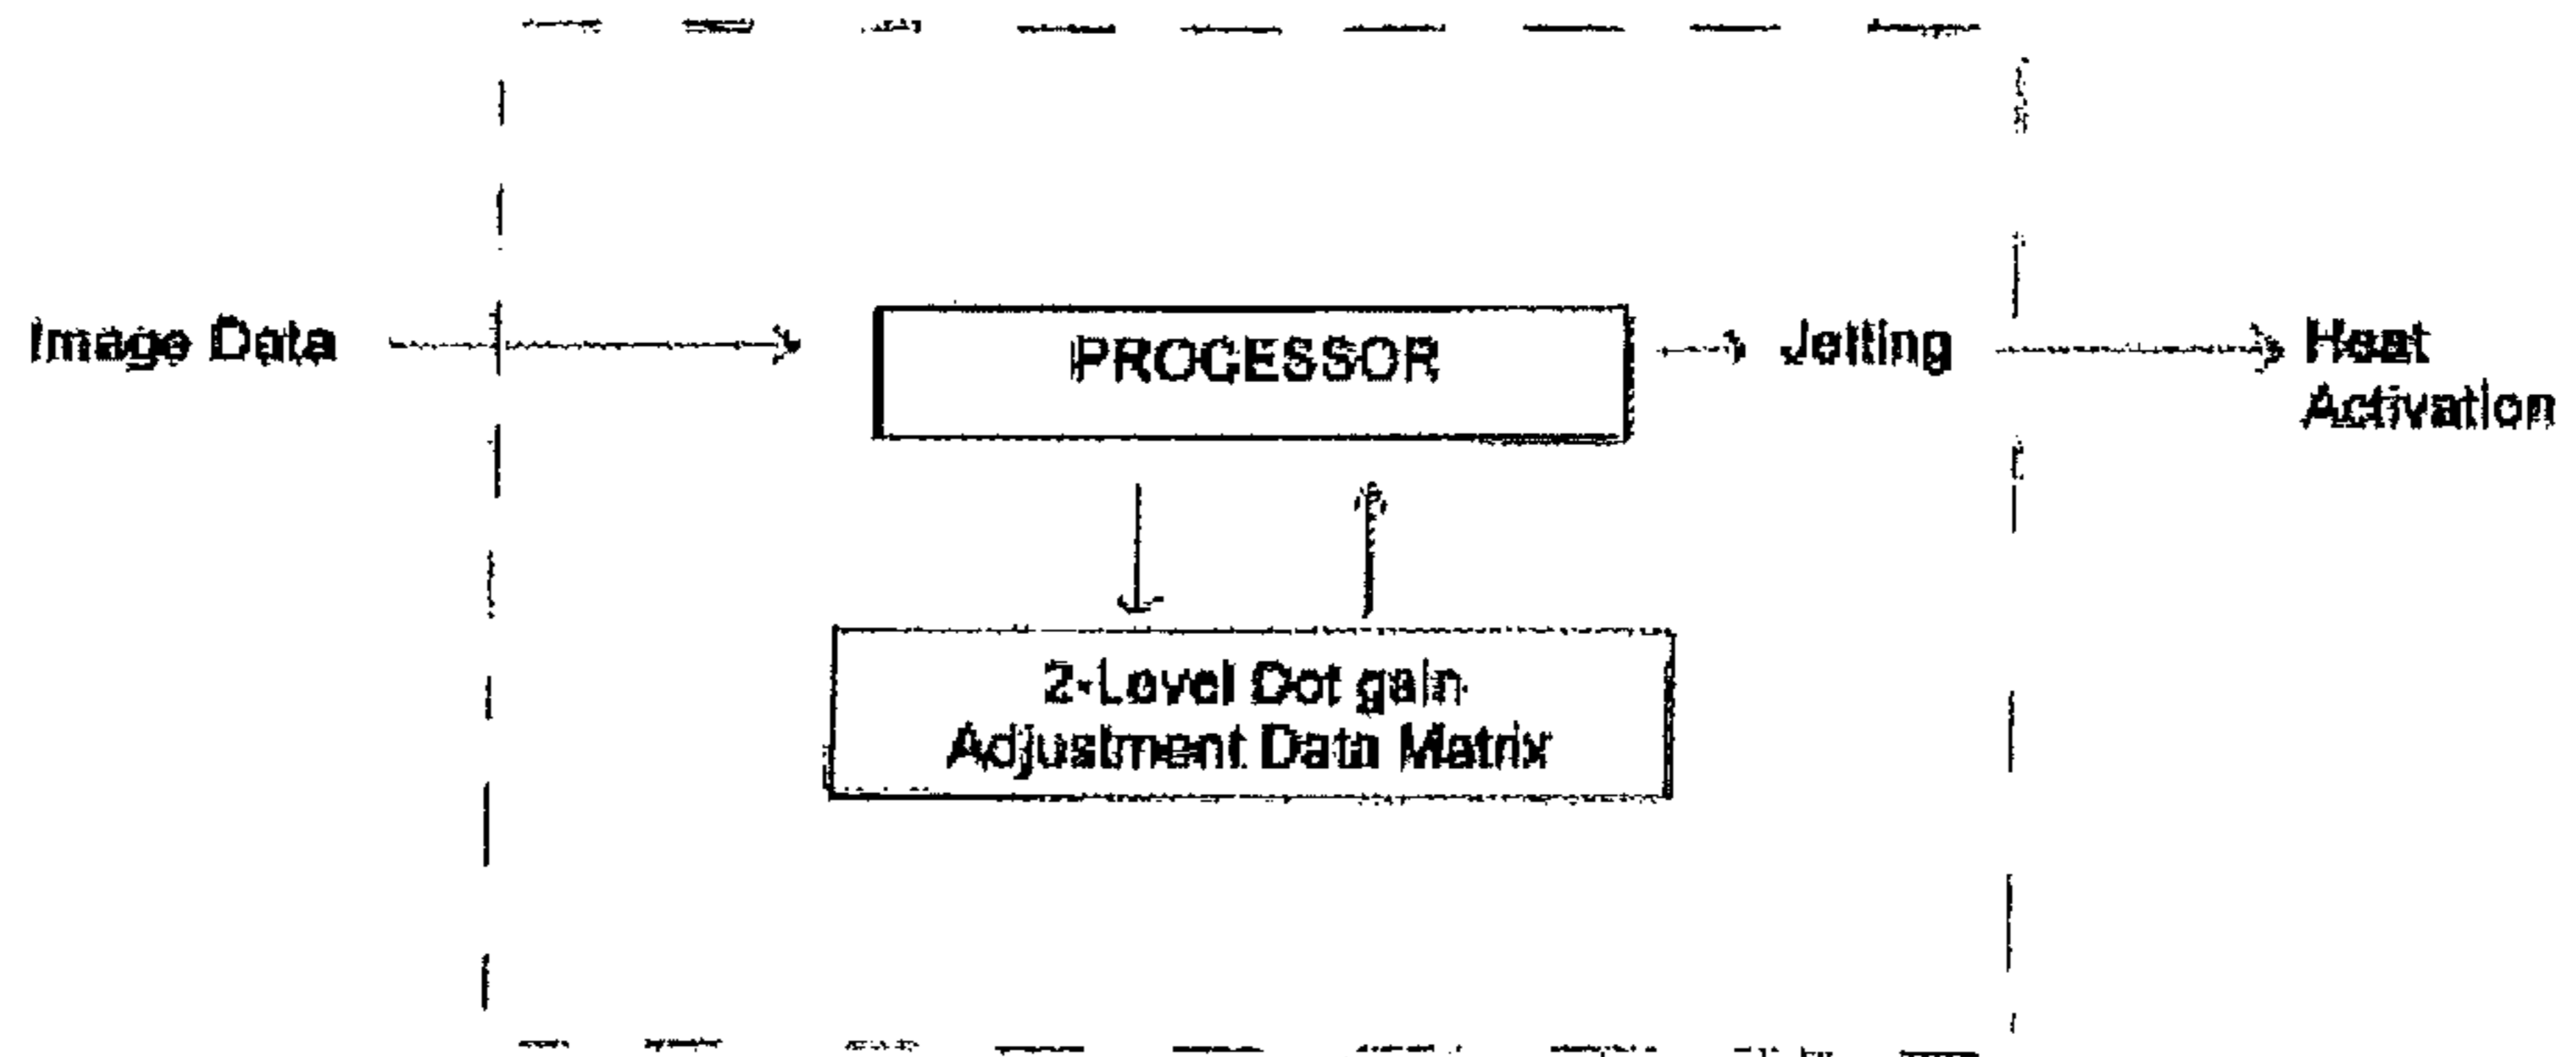 Image Data
PROCESSOR
Jetting
Heat
Activation
2-Level Dot gain
Adjustment Data Matrix